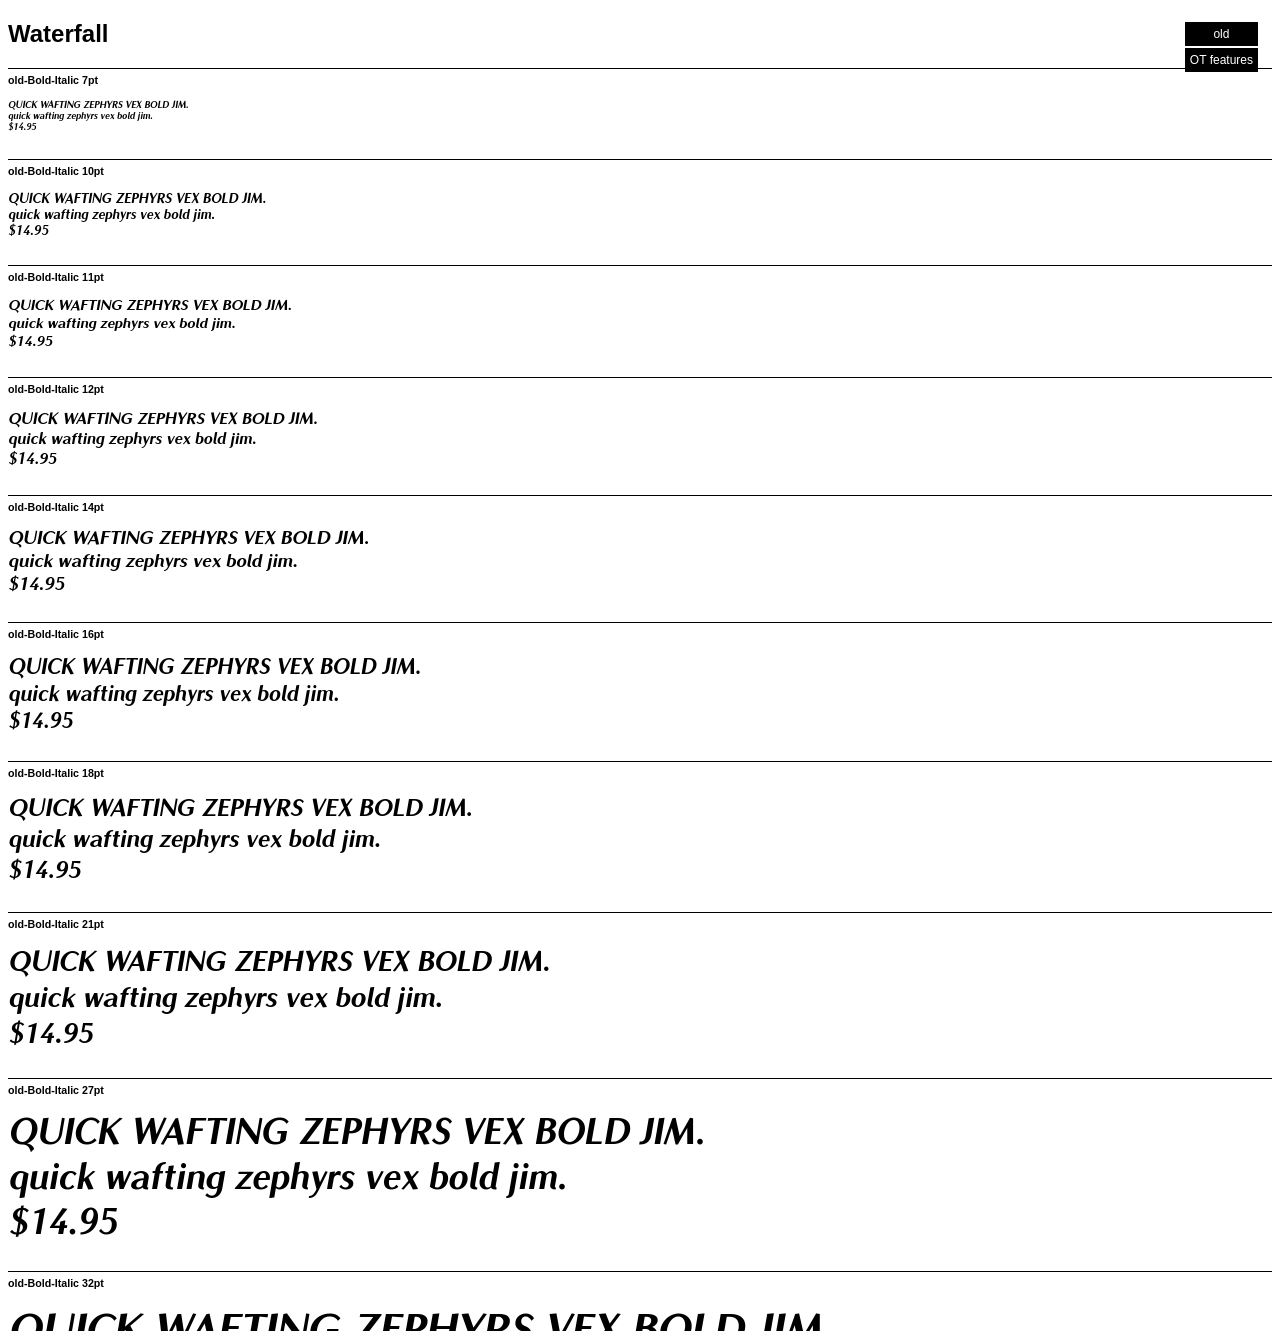 Waterfall
old
OT features
old-Bold-Italic 7pt
QUICK WAFTING ZEPHYRS VEX BOLD JIM.
quick wafting zephyrs vex bold jim.
$14.95
old-Bold-Italic 10pt
QUICK WAFTING ZEPHYRS VEX BOLD JIM.
quick wafting zephyrs vex bold jim.
$14.95
old-Bold-Italic 11pt
QUICK WAFTING ZEPHYRS VEX BOLD JIM.
quick wafting zephyrs vex bold jim.
$14.95
old-Bold-Italic 12pt
QUICK WAFTING ZEPHYRS VEX BOLD JIM.
quick wafting zephyrs vex bold jim.
$14.95
old-Bold-Italic 14pt
QUICK WAFTING ZEPHYRS VEX BOLD JIM.
quick wafting zephyrs vex bold jim.
$14.95
old-Bold-Italic 16pt
QUICK WAFTING ZEPHYRS VEX BOLD JIM.
quick wafting zephyrs vex bold jim.
$14.95
old-Bold-Italic 18pt
QUICK WAFTING ZEPHYRS VEX BOLD JIM.
quick wafting zephyrs vex bold jim.
$14.95
old-Bold-Italic 21pt
QUICK WAFTING ZEPHYRS VEX BOLD JIM.
quick wafting zephyrs vex bold jim.
$14.95
old-Bold-Italic 27pt
QUICK WAFTING ZEPHYRS VEX BOLD JIM.
quick wafting zephyrs vex bold jim.
$14.95
old-Bold-Italic 32pt
QUICK WAFTING ZEPHYRS VEX BOLD JIM